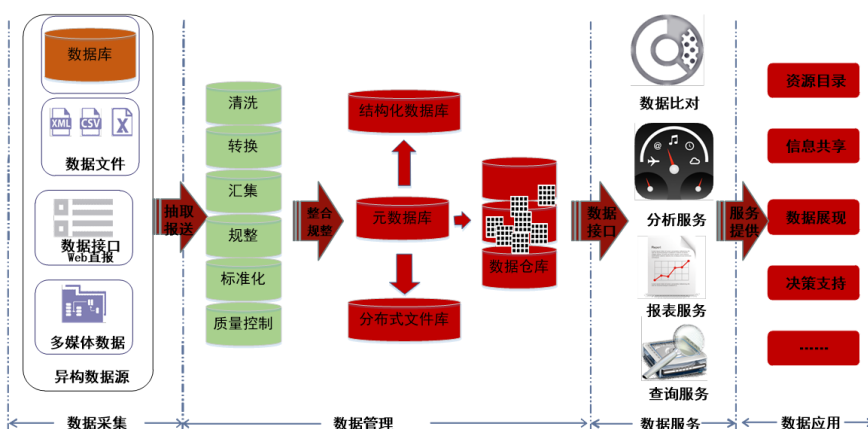 数据库
XML
CSV
X
数据文件
数据接口
Web直报
多媒体数据
异构数据源
抽取
报送
清洗
转换
汇集
规整
标准化
质量控制
整合
规整
结构化数据库
元数据库
分布式文件库
数据仓库
数据
接口
数据比对
@
分析服务
Report
报表服务
查询服务
服务
提供
资源目录
信息共享
数据展现
决策支持
……
数据采集
数据管理
数据服务
数据应用